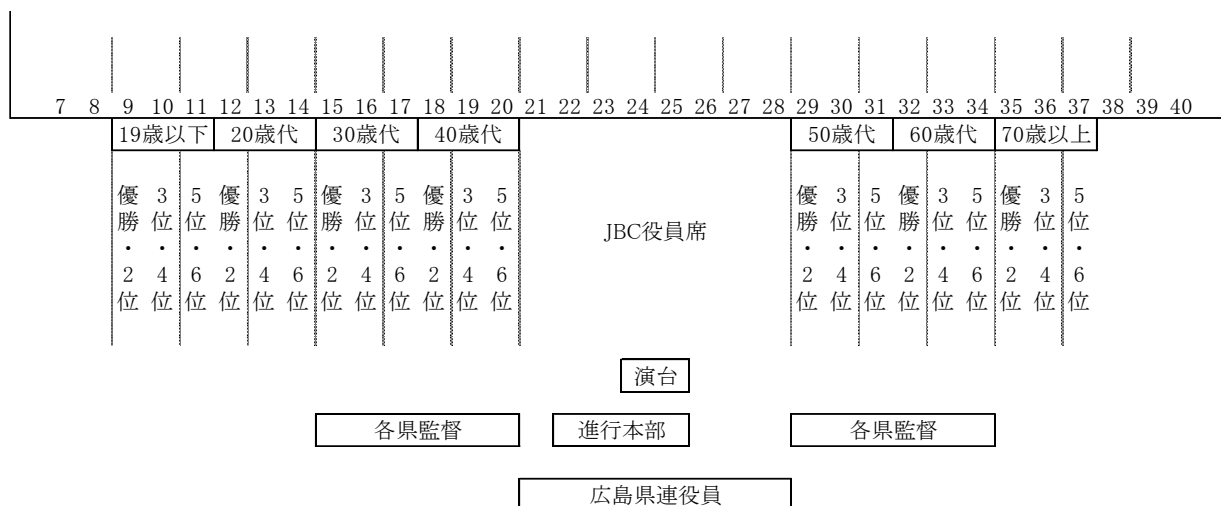 7 8 9 10 11 12 13 14 15 16 17 18 19 20 21 22 23 24 25 26 27 28 29 30 31 32 33 34 35 36 37 38 39 40
19歳以下 20歳代 30歳代 40歳代 50歳代 60歳代 70歳以上
優勝・2位
3位・4位
5位・6位
優勝・2位
3位・4位
5位・6位
優勝・2位
3位・4位
5位・6位
優勝・2位
3位・4位
5位・6位
JBC役員席
優勝・2位
3位・4位
5位・6位
優勝・2位
3位・4位
5位・6位
優勝・2位
3位・4位
5位・6位
演台
各県監督 進行本部 各県監督
広島県連役員